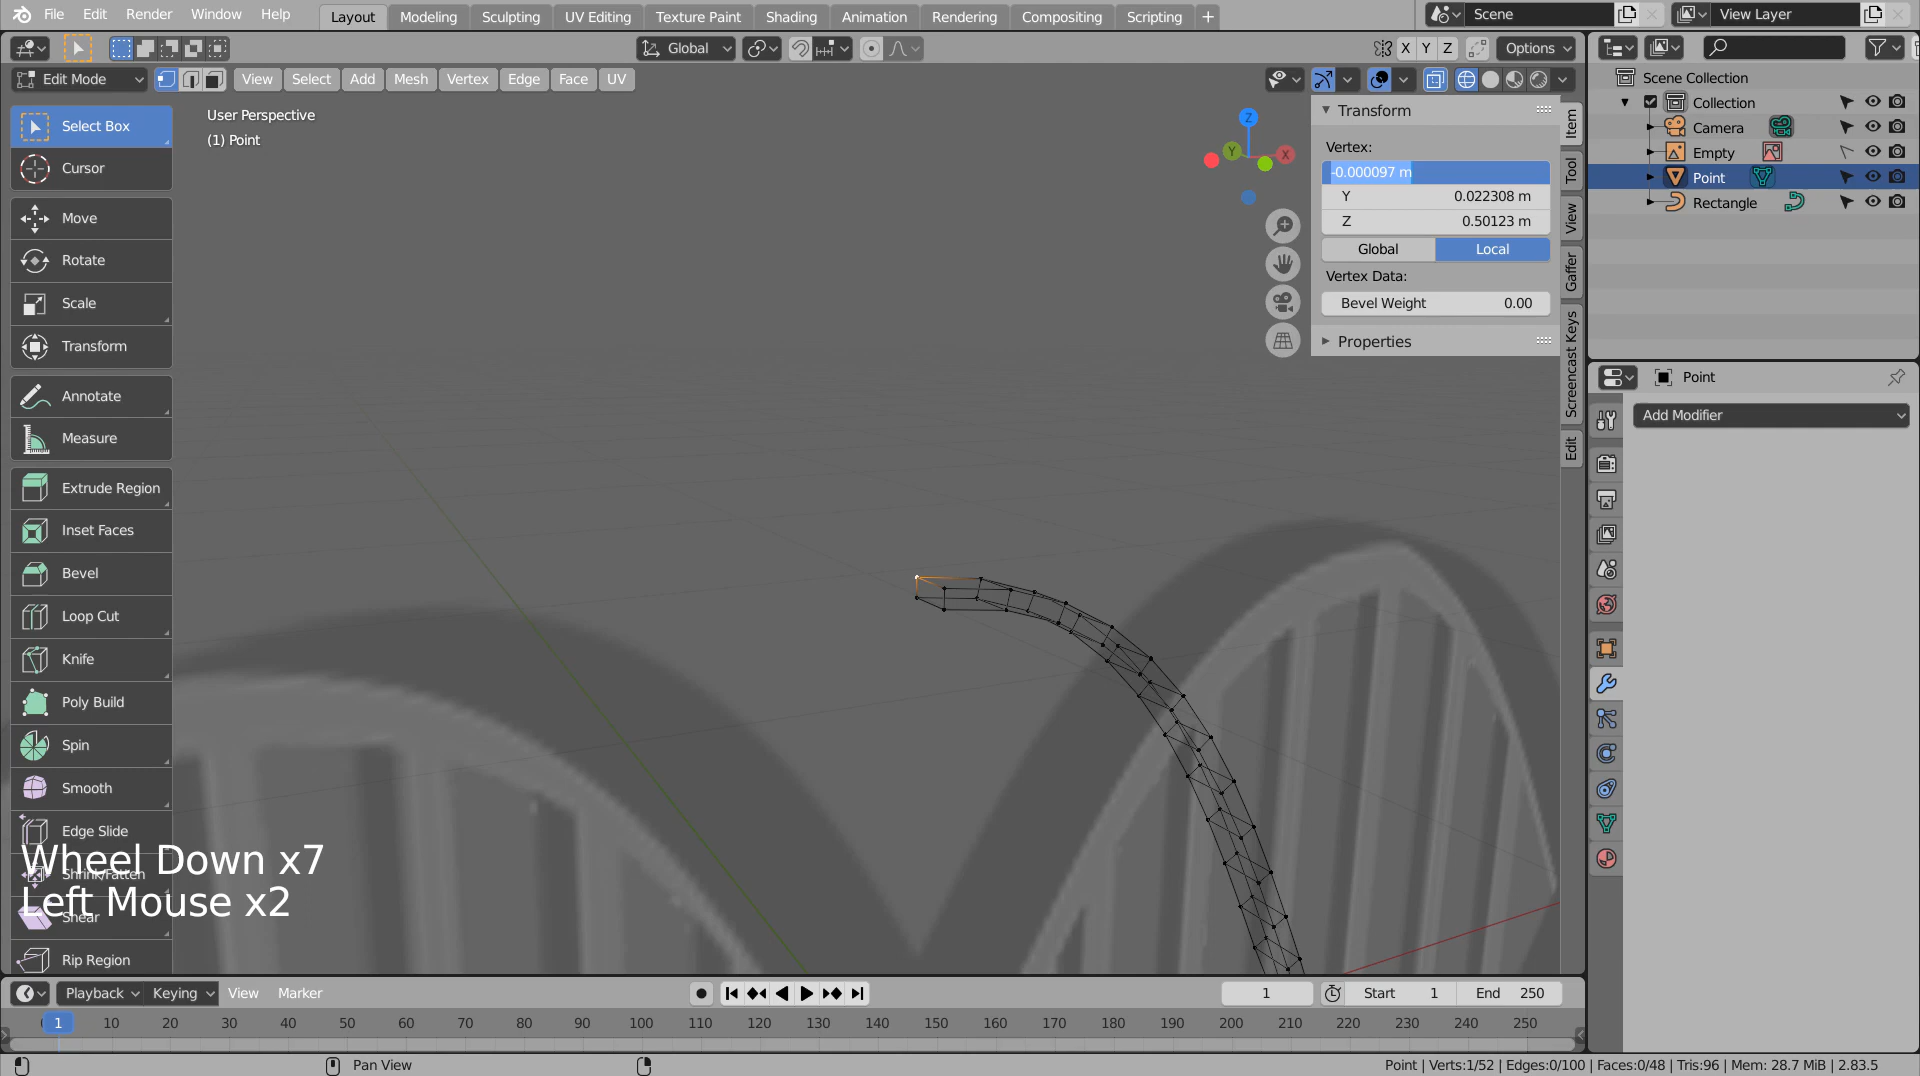 File Edit Render Window Help Layout Modeling Sculpting UV Editing Texture Paint Shading Animation Rendering Compositing Scripting + Scene View Layer
Global X Y Z Options
Edit Mode View Select Add Mesh Vertex Edge Face UV
Select Box
Cursor
Move
Rotate
Scale
Transform
Annotate
Measure
Extrude Region
Inset Faces
Bevel
Loop Cut
Knife
Poly Build
Spin
Smooth
Edge Slide
Shrink/Fatten
Shear
Rip Region
User Perspective
(1) Point
Wheel Down x7
Left Mouse x2
Z
Y
X
Transform
Vertex:
-0.000097 m
Y 0.022308 m
Z 0.50123 m
Global Local
Vertex Data:
Bevel Weight 0.00
Properties
Item
Tool
View
Gaffer
Screencast Keys
Edit
Scene Collection
Collection
Camera
Empty
Point
Rectangle
Point
Add Modifier
Playback Keying View Marker 1 Start 1 End 250
1 10 20 30 40 50 60 70 80 90 100 110 120 130 140 150 160 170 180 190 200 210 220 230 240 250
Pan View
Point | Verts:1/52 | Edges:0/100 | Faces:0/48 | Tris:96 | Mem: 28.7 MiB | 2.83.5